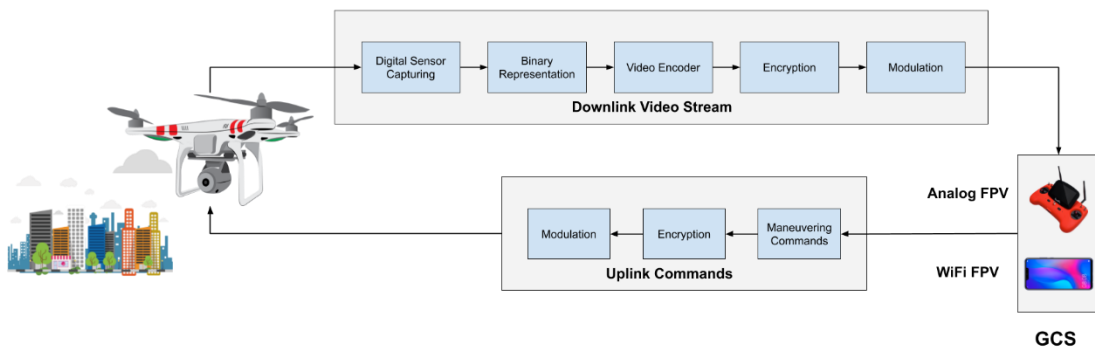 Digital Sensor
Capturing
Binary
Representation
Video Encoder
Encryption
Modulation
Downlink Video Stream
Analog FPV
Modulation
Encryption
Maneuvering
Commands
Uplink Commands
WiFi FPV
GCS